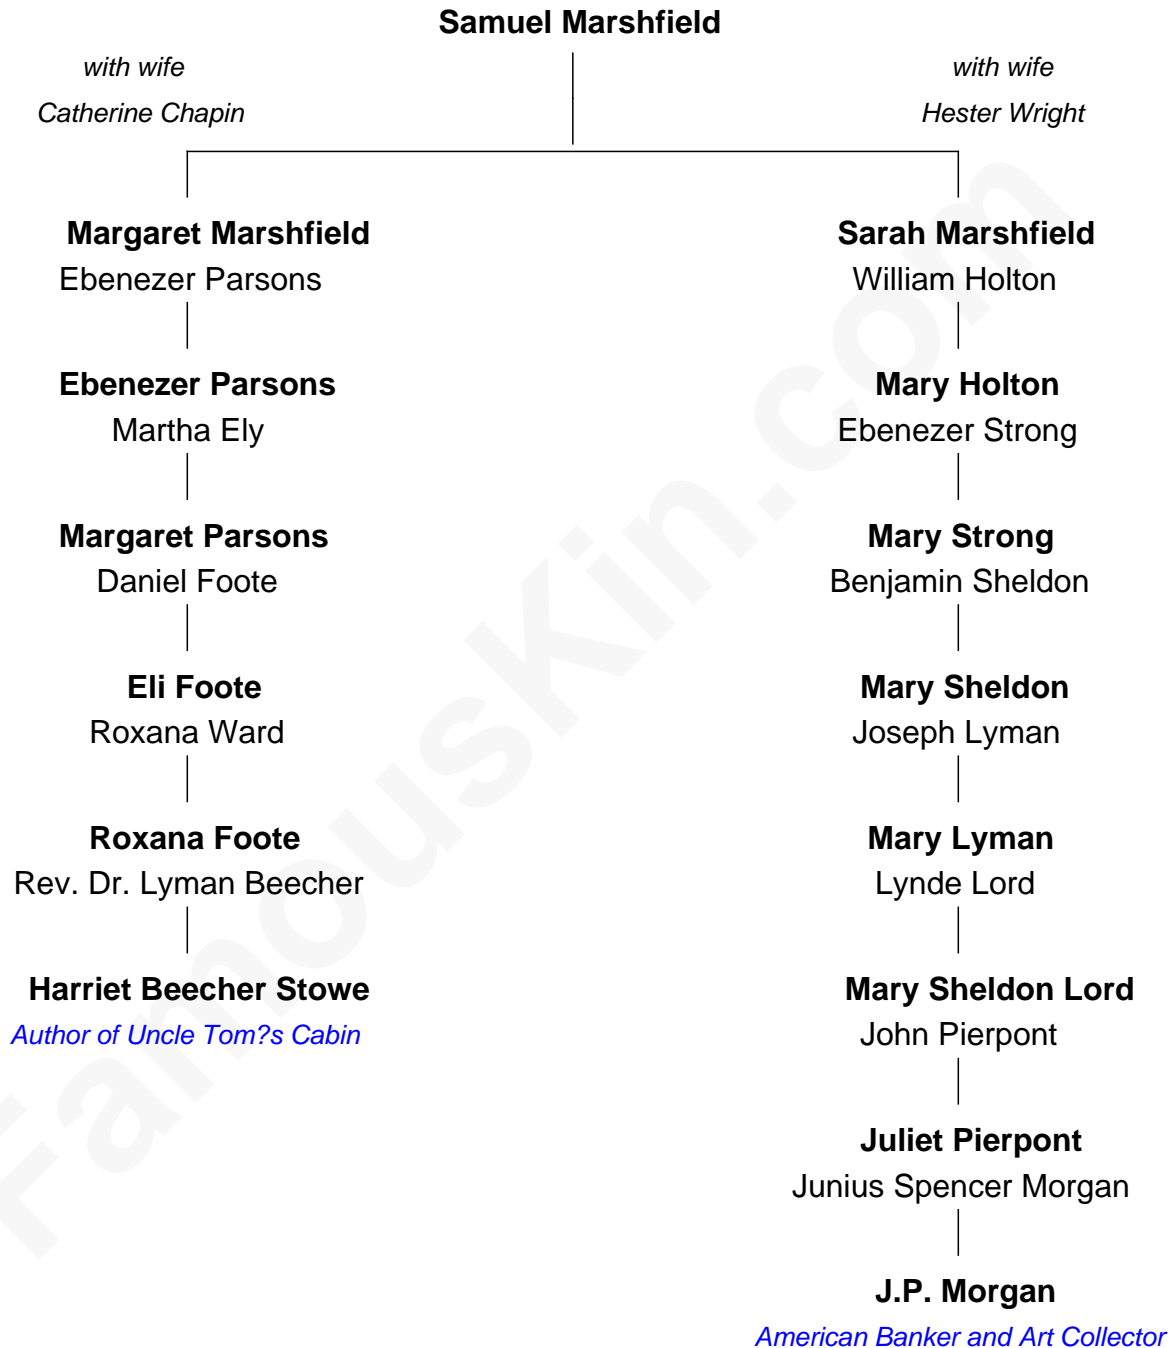 Samuel Marshfield
with wife
Catherine Chapin
with wife
Hester Wright
Margaret Marshfield
Ebenezer Parsons
Sarah Marshfield
William Holton
Ebenezer Parsons
Martha Ely
Mary Holton
Ebenezer Strong
Margaret Parsons
Daniel Foote
Mary Strong
Benjamin Sheldon
Eli Foote
Roxana Ward
Mary Sheldon
Joseph Lyman
Roxana Foote
Rev. Dr. Lyman Beecher
Mary Lyman
Lynde Lord
Harriet Beecher Stowe
Author of Uncle Tom?s Cabin
Mary Sheldon Lord
John Pierpont
Juliet Pierpont
Junius Spencer Morgan
J.P. Morgan
American Banker and Art Collector
FamousKin.com